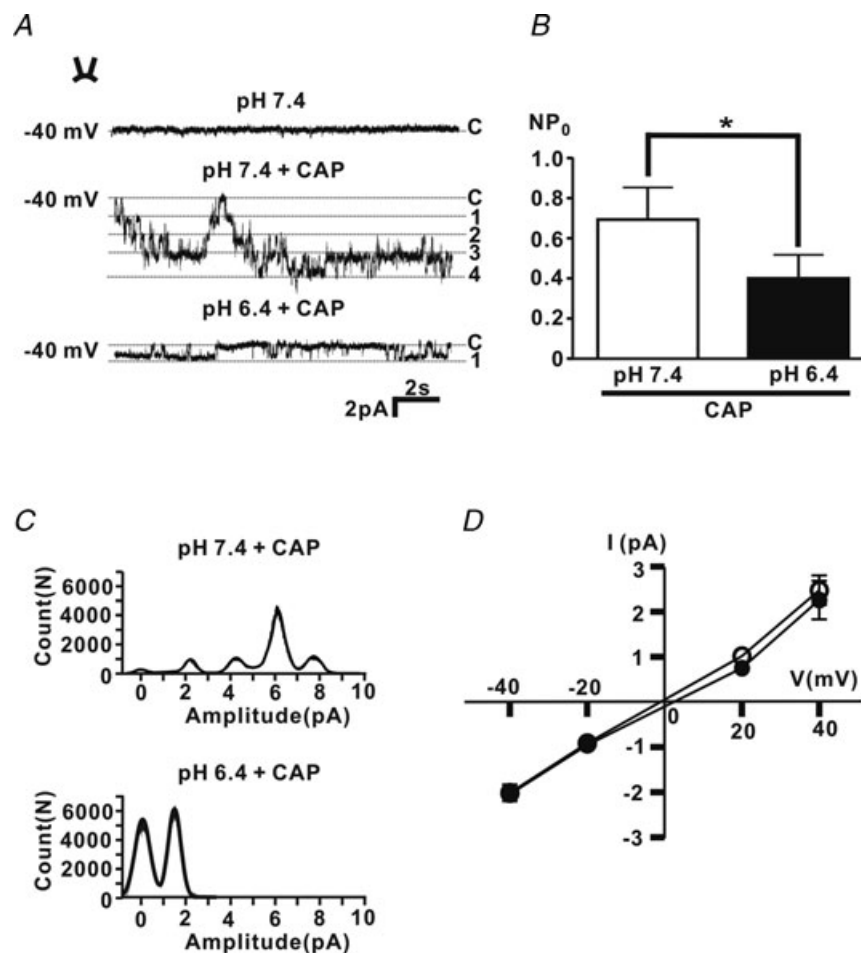 A
pH 7.4
-40 mV
C
pH 7.4 + CAP
-40 mV
C
1
2
3
4
pH 6.4 + CAP
-40 mV
C
1
2s
2pA
B
NP0
*
1.0
0.8
0.6
0.4
0.2
0
pH 7.4
pH 6.4
CAP
C
pH 7.4 + CAP
Count(N)
6000
4000
2000
0
0 2 4 6 8 10
Amplitude(pA)
pH 6.4 + CAP
Count(N)
6000
4000
2000
0
0 2 4 6 8 10
Amplitude(pA)
D
I (pA)
3
2
1
-40 -20
V(mV)
0 20 40
-1
-2
-3